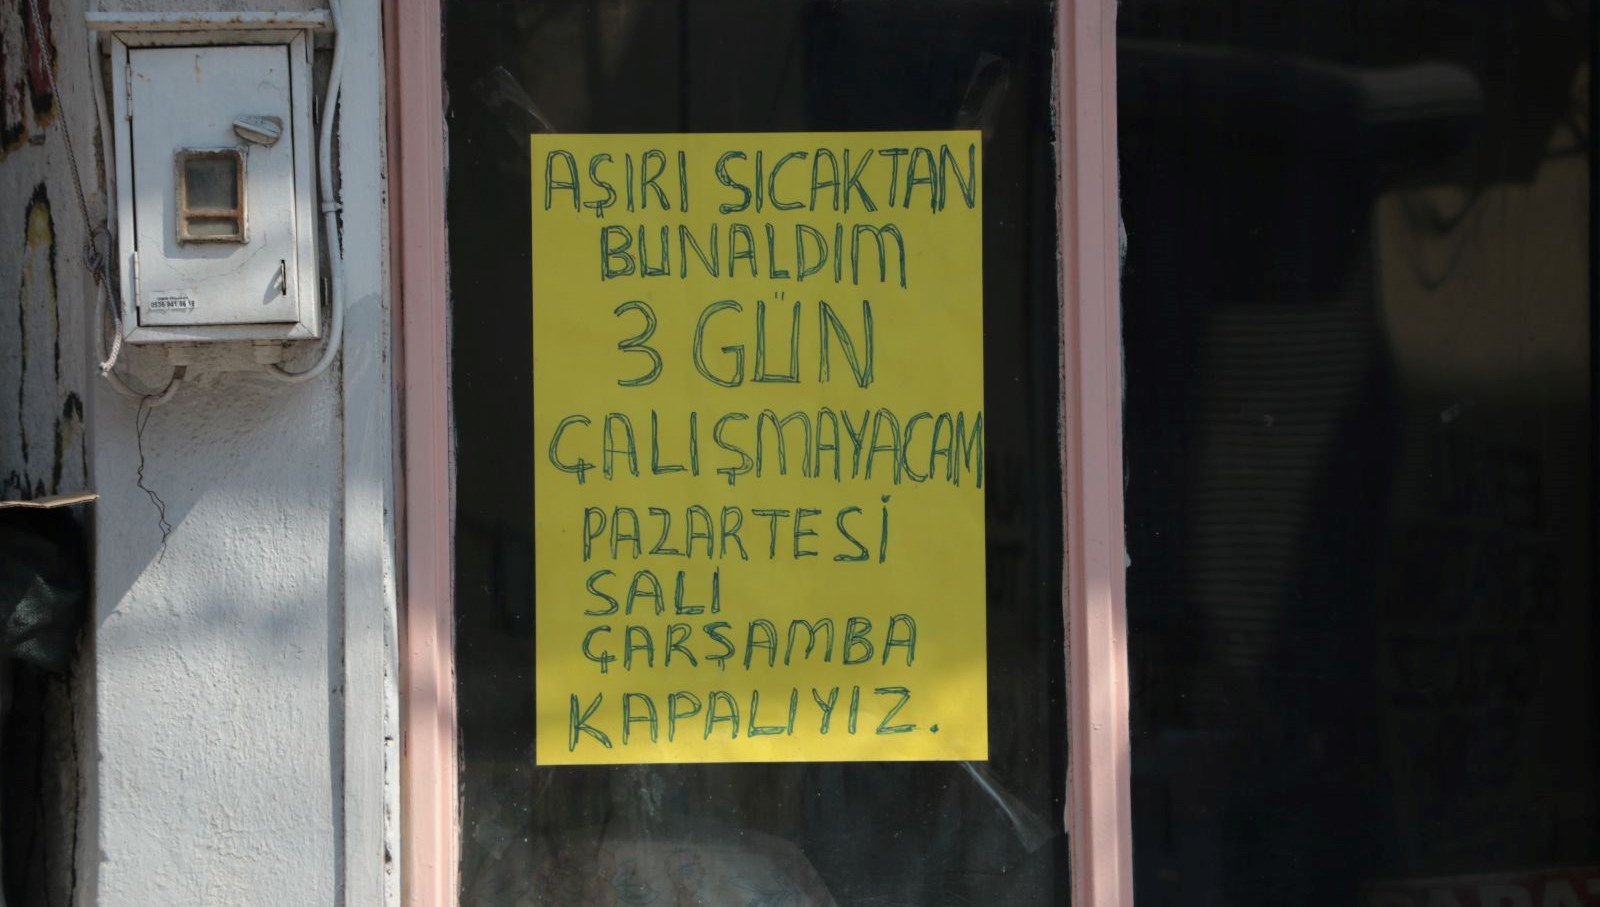 AŞIRI SICAKTAN
BUNALDIM
3 GÜN
ÇALIŞMAYACAM
PAZARTESİ
SALI
ÇARŞAMBA
KAPALIYIZ.